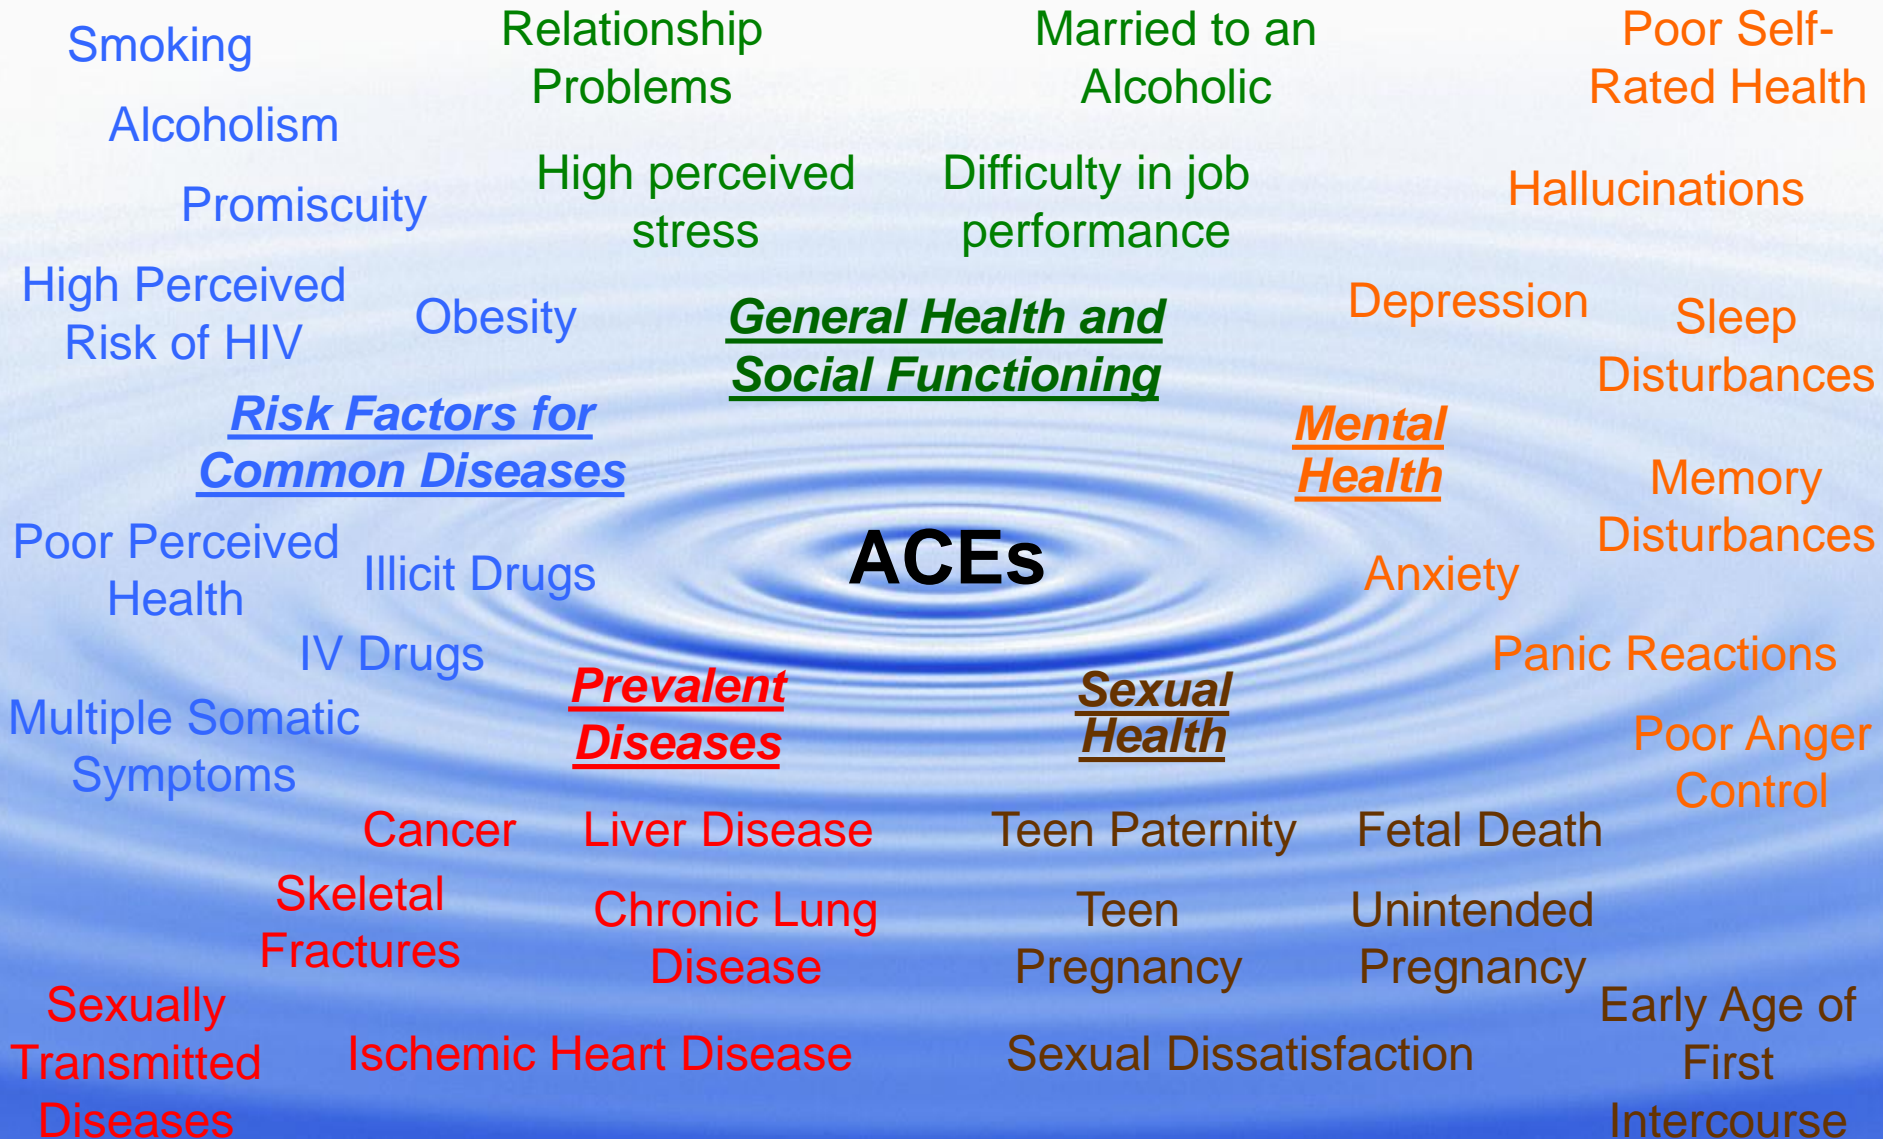 Smoking
Alcoholism
Promiscuity
High Perceived
Risk of HIV
Obesity
Risk Factors for
Common Diseases
Poor Perceived
Health
Illicit Drugs
IV Drugs
Multiple Somatic
Symptoms
Relationship
Problems
Married to an
Alcoholic
High perceived
stress
Difficulty in job
performance
General Health and
Social Functioning
ACEs
Poor Self-
Rated Health
Hallucinations
Depression
Sleep
Disturbances
Mental
Health
Memory
Disturbances
Anxiety
Panic Reactions
Poor Anger
Control
Prevalent
Diseases
Cancer
Liver Disease
Skeletal
Fractures
Chronic Lung
Disease
Sexually
Transmitted
Diseases
Ischemic Heart Disease
Sexual
Health
Teen Paternity
Fetal Death
Teen
Pregnancy
Unintended
Pregnancy
Sexual Dissatisfaction
Early Age of
First
Intercourse